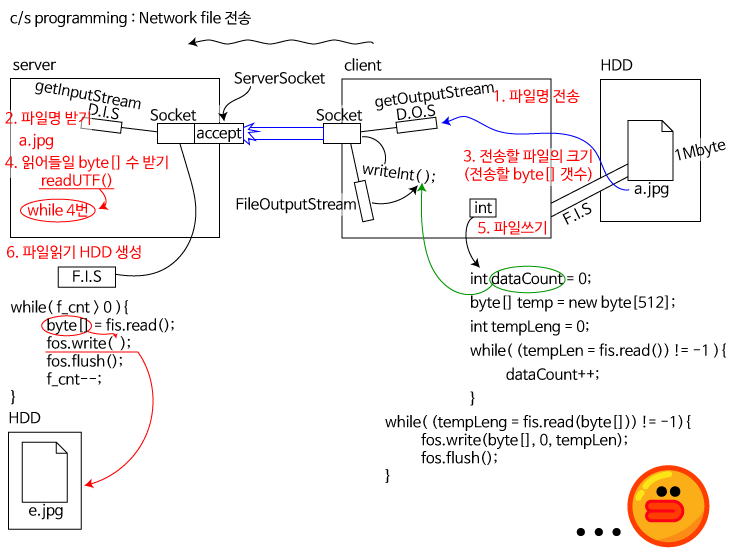 c/s programming : Network file 전송
server
client
HDD
getInputStream
D.I.S
ServerSocket
Socket
accept
Socket
getOutputStream
D.O.S
1. 파일명 전송
2. 파일명 받기
a.jpg
4. 읽어들일 byte[] 수 받기
readUTF()
while 4번
writeInt();
3. 전송할 파일의 크기
(전송할 byte[] 갯수)
1Mbyte
a.jpg
FileOutputStream
int
F.I.S
5. 파일쓰기
6. 파일읽기 HDD 생성
F.I.S
int dataCount = 0;
byte[] temp = new byte[512];
int tempLeng = 0;
while( (tempLen = fis.read()) != -1 ) {
dataCount++;
}
while( f_cnt > 0 ) {
byte[] = fis.read();
fos.write( );
fos.flush();
f_cnt--;
}
while( (tempLeng = fis.read(byte[])) != -1) {
fos.write(byte[], 0, tempLen);
fos.flush();
}
HDD
e.jpg
...